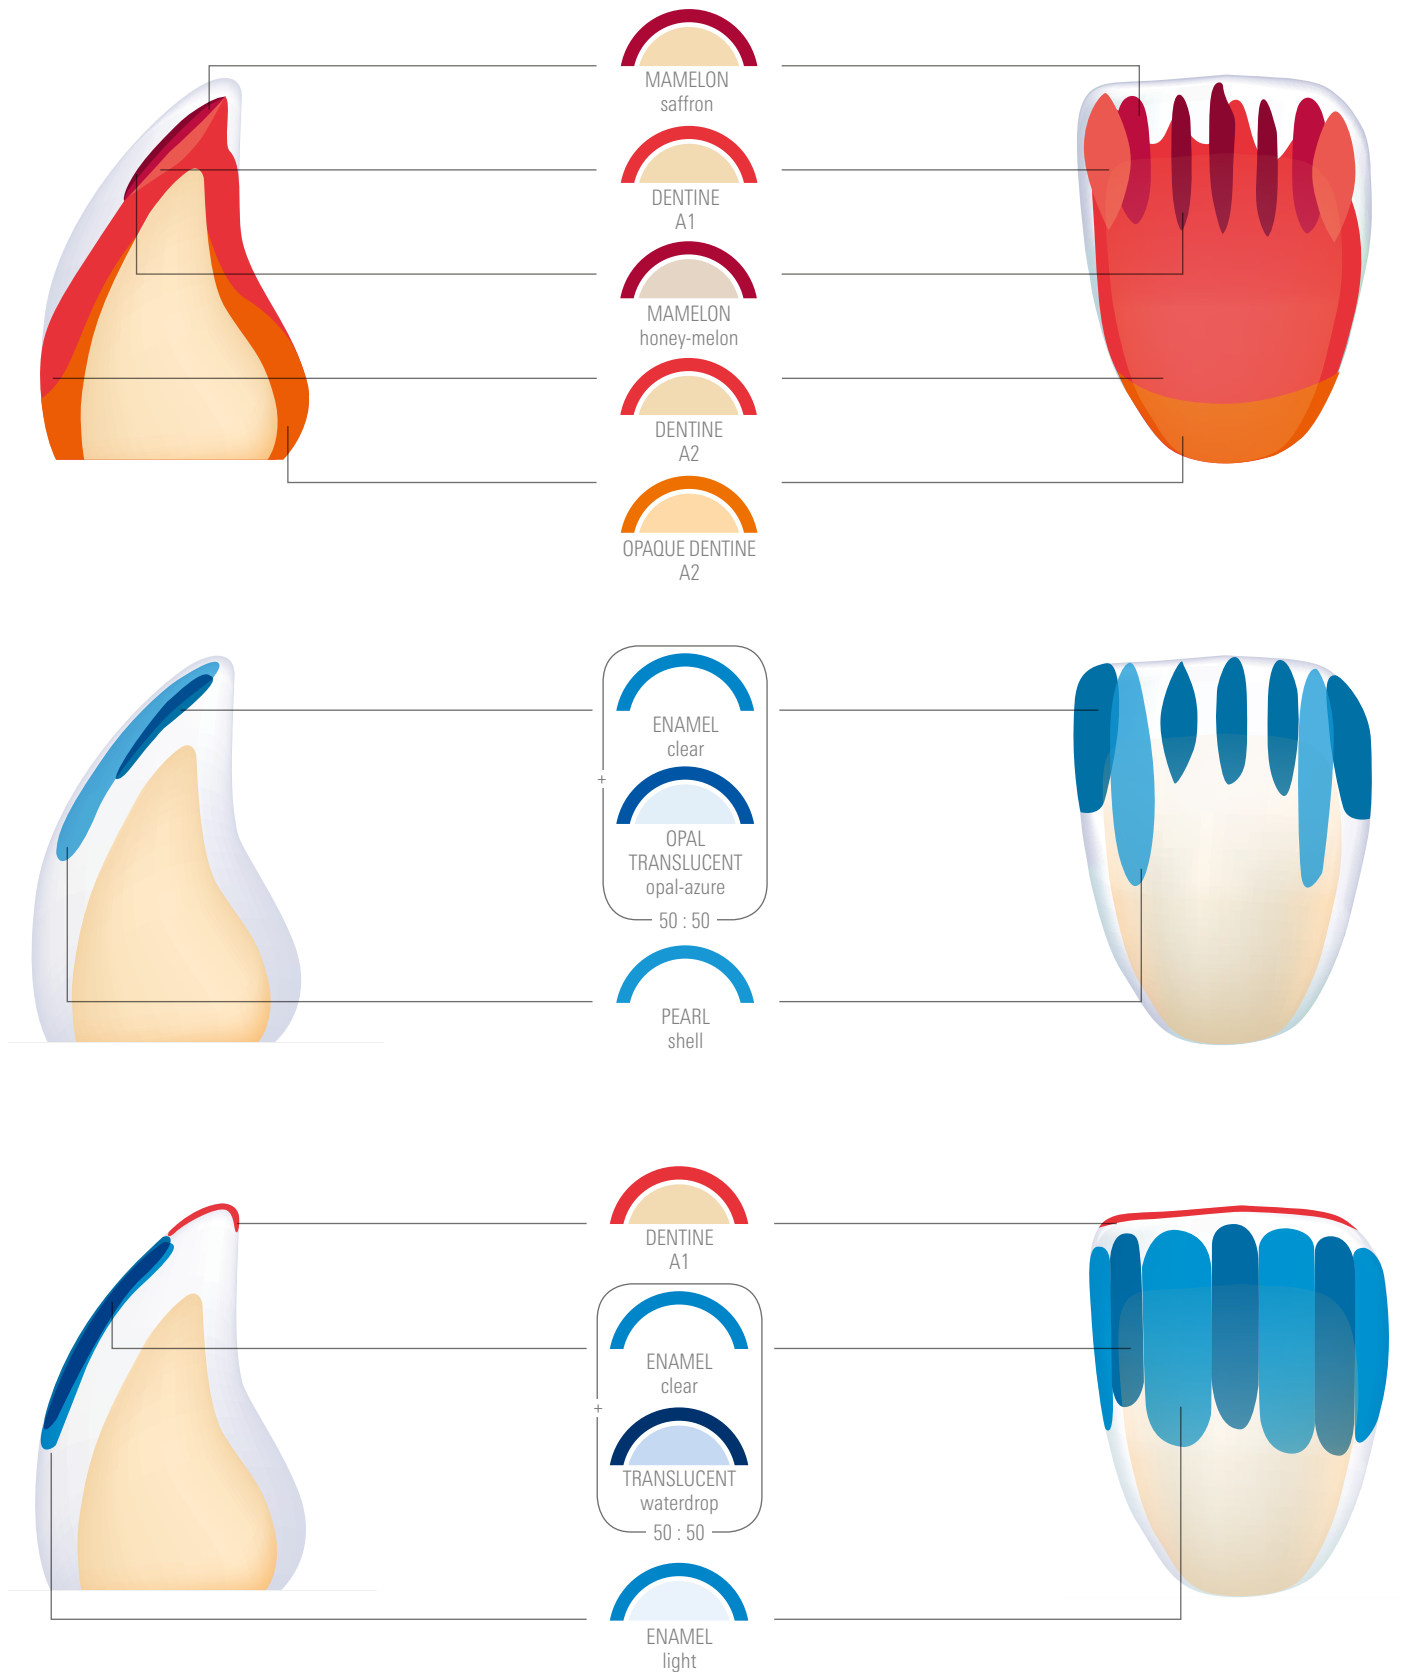 MAMELON
saffron
DENTINE
A1
MAMELON
honey-melon
DENTINE
A2
OPAQUE DENTINE
A2
ENAMEL
clear
+
OPAL
TRANSLUCENT
opal-azure
50 : 50
PEARL
shell
DENTINE
A1
ENAMEL
clear
+
TRANSLUCENT
waterdrop
50 : 50
ENAMEL
light